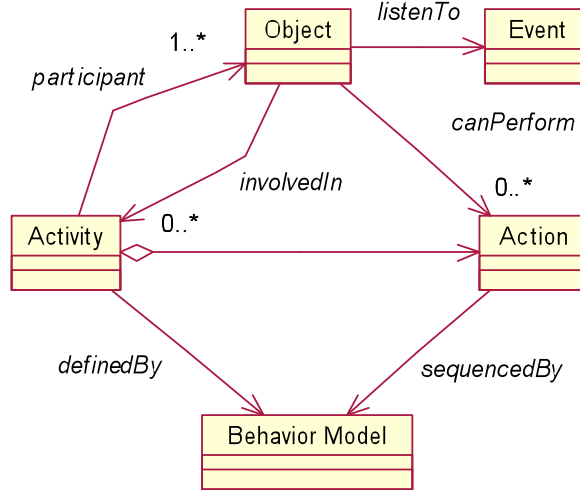 listenTo
Object
Event
1..*
participant
canPerform
involvedIn
0..*
0..*
Activity
Action
definedBy
sequencedBy
Behavior Model